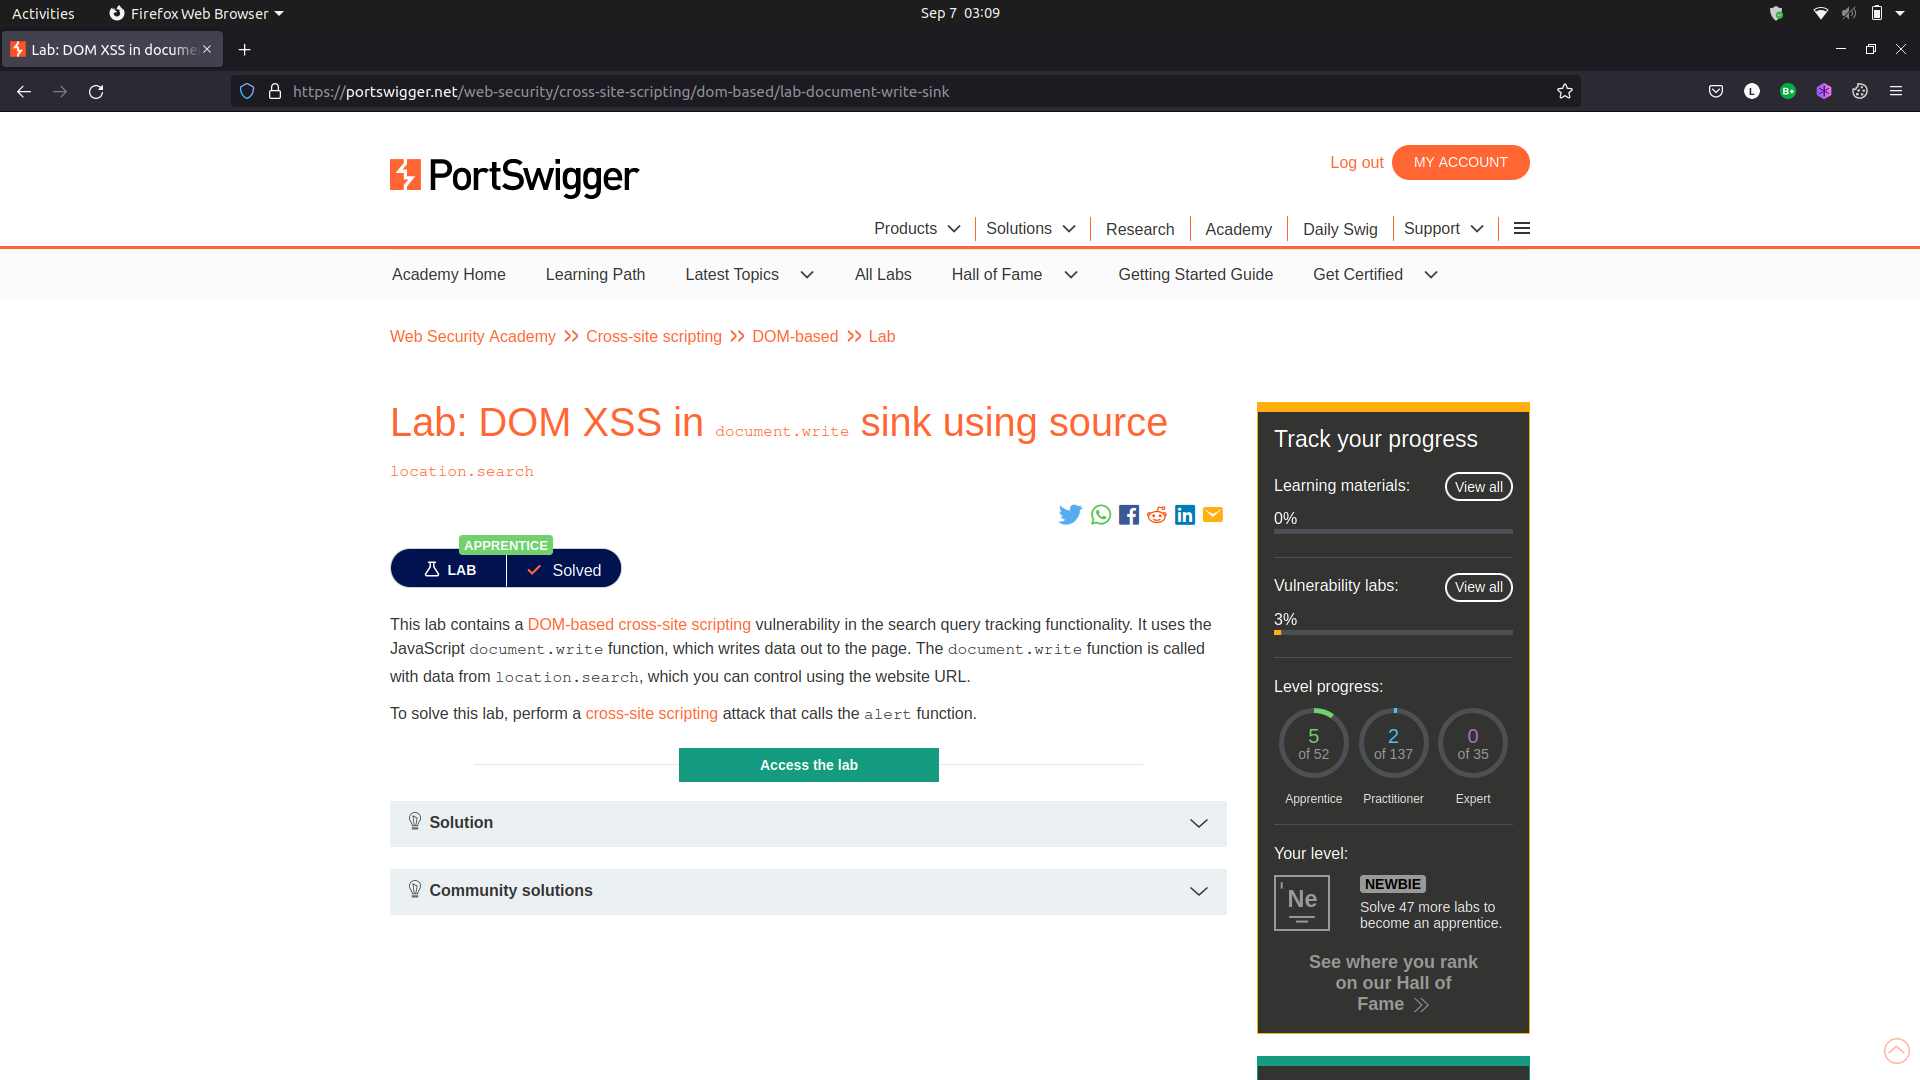 Activities
Firefox Web Browser
Sep 7 03:09
Lab: DOM XSS in docume
https://portswigger.net/web-security/cross-site-scripting/dom-based/lab-document-write-sink
PortSwigger
Log out
MY ACCOUNT
Products
Solutions
Research
Academy
Daily Swig
Support
Academy Home
Learning Path
Latest Topics
All Labs
Hall of Fame
Getting Started Guide
Get Certified
Web Security Academy
Cross-site scripting
DOM-based
Lab
Lab: DOM XSS in document.write sink using source
location.search
APPRENTICE
LAB
Solved
This lab contains a DOM-based cross-site scripting vulnerability in the search query tracking functionality. It uses the
JavaScript document.write function, which writes data out to the page. The document.write function is called
with data from location.search, which you can control using the website URL.
To solve this lab, perform a cross-site scripting attack that calls the alert function.
Access the lab
Solution
Community solutions
Track your progress
Learning materials:
View all
0%
Vulnerability labs:
View all
3%
Level progress:
5
of 52
2
of 137
0
of 35
Apprentice
Practitioner
Expert
Your level:
Ne
NEWBIE
Solve 47 more labs to
become an apprentice.
See where you rank
on our Hall of
Fame